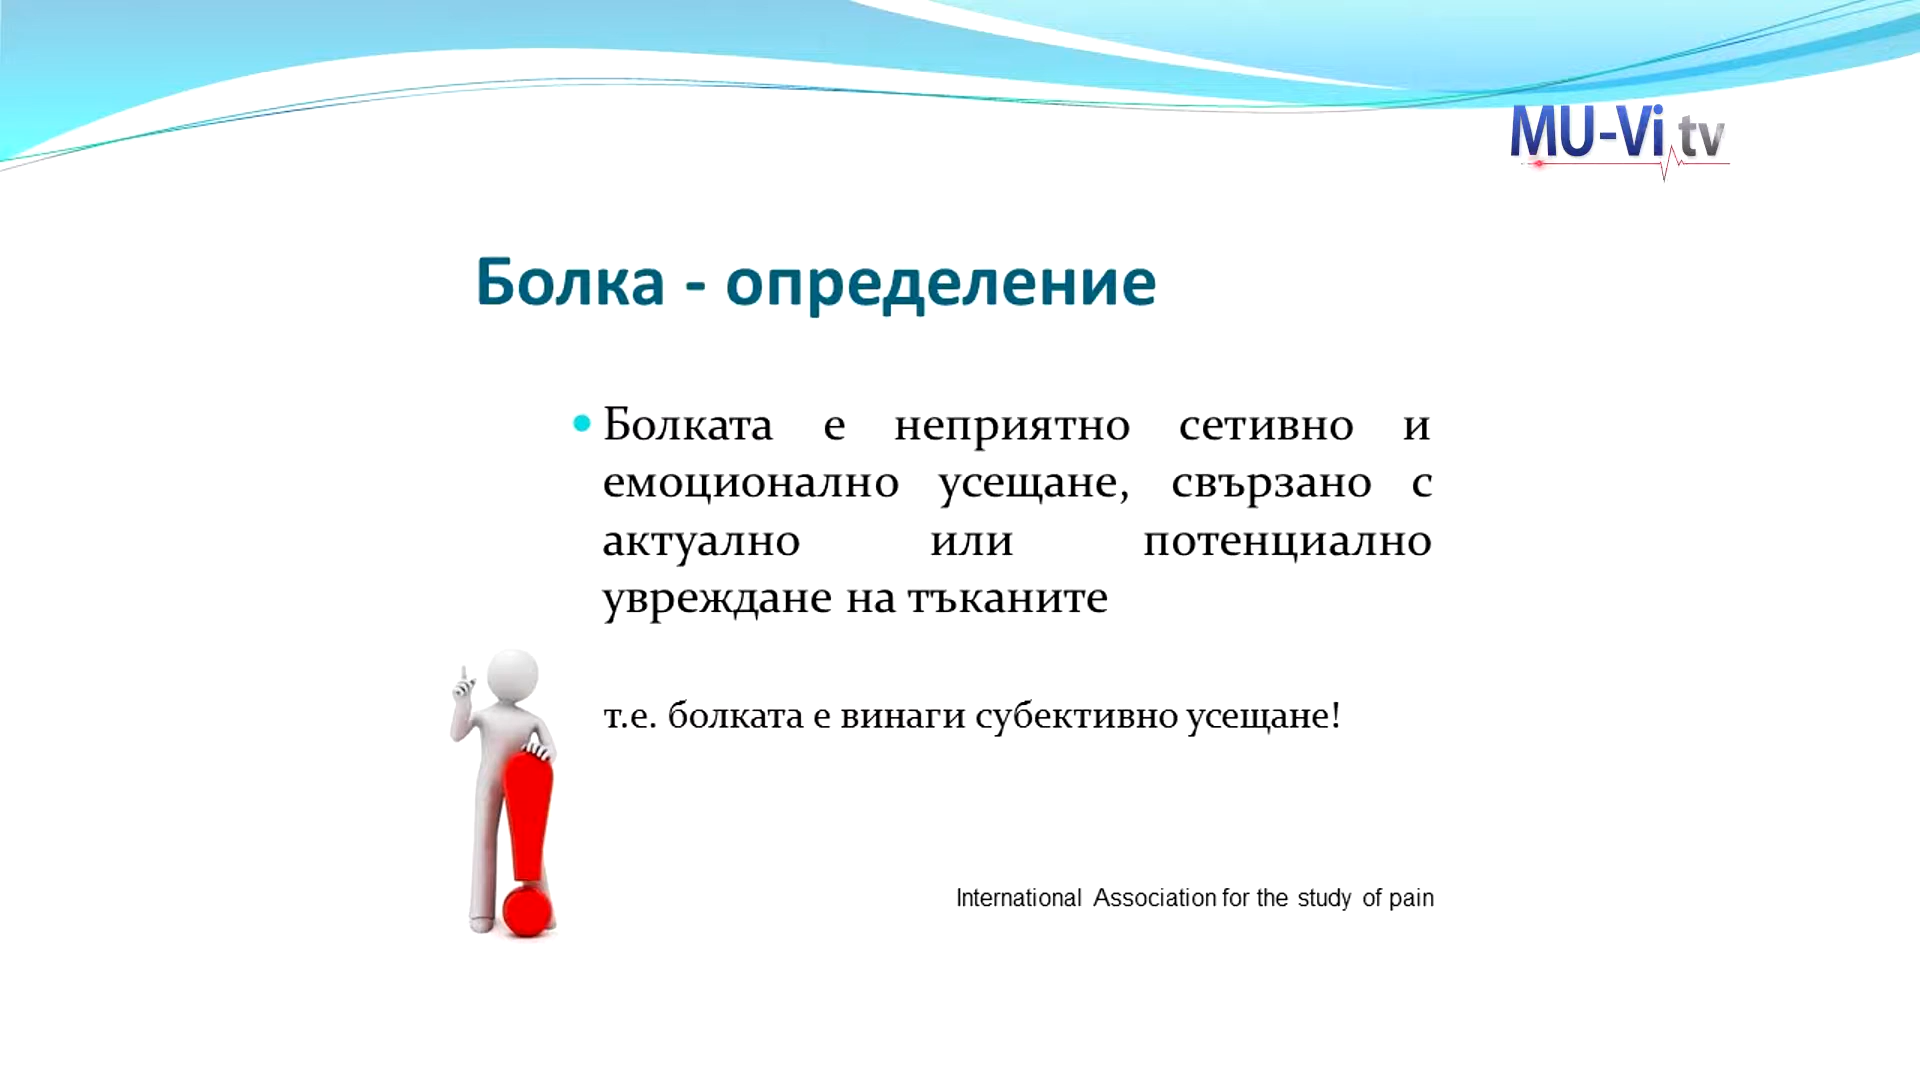 MU-Vi.tv
Болка - определение
• Болката е неприятно сетивно и
емоционално усещане, свързано с
актуално или потенциално
увреждане на тъканите
т.е. болката е винаги субективно усещане!
International Association for the study of pain